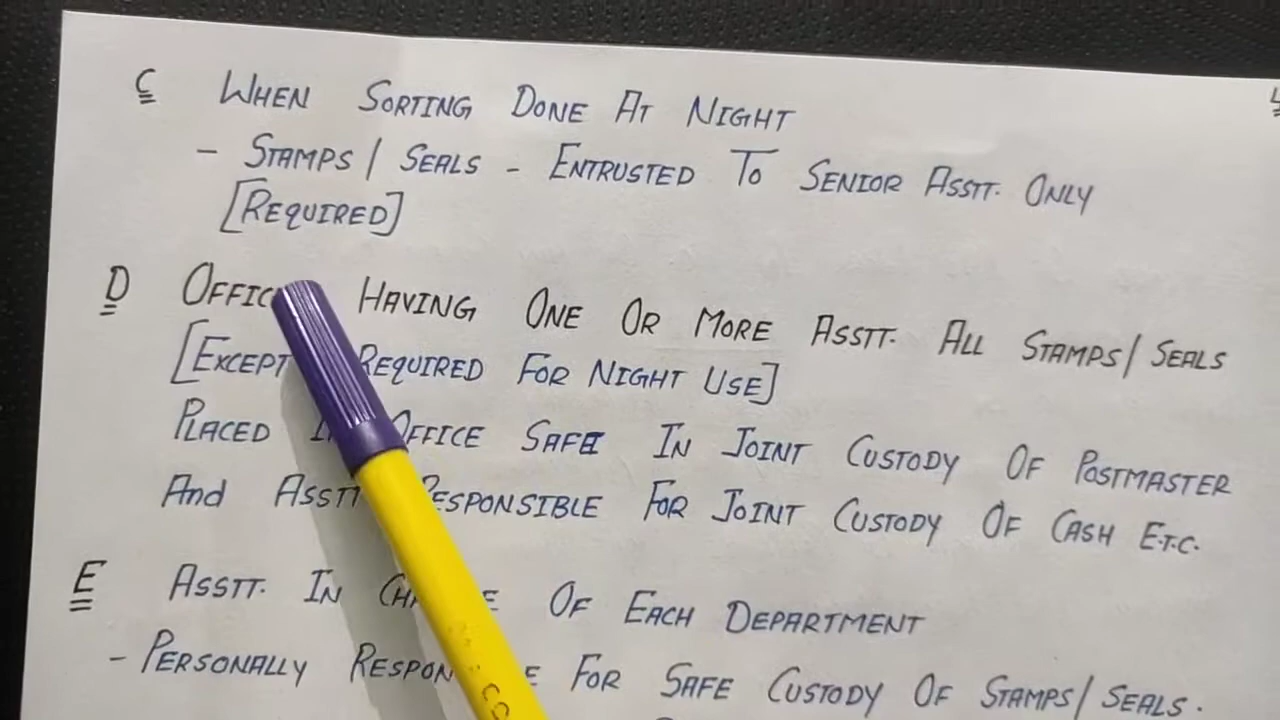 C WHEN SORTING DONE AT NIGHT
- STAMPS/SEALS - ENTRUSTED TO SENIOR ASSTT. ONLY
[REQUIRED]
D HAVING ONE OR MORE ASSTT. ALL STAMPS/SEALS
[EXCEPT REQUIRED FOR NIGHT USE]
PLACED OFFICE SAFE IN JOINT CUSTODY OF POSTMASTER
And ASSTT RESPONSIBLE FOR JOINT CUSTODY OF CASH E.T.C.
E ASSTT. IN OF EACH DEPARTMENT
- PERSONALLY FOR SAFE CUSTODY OF STAMPS/SEALS.